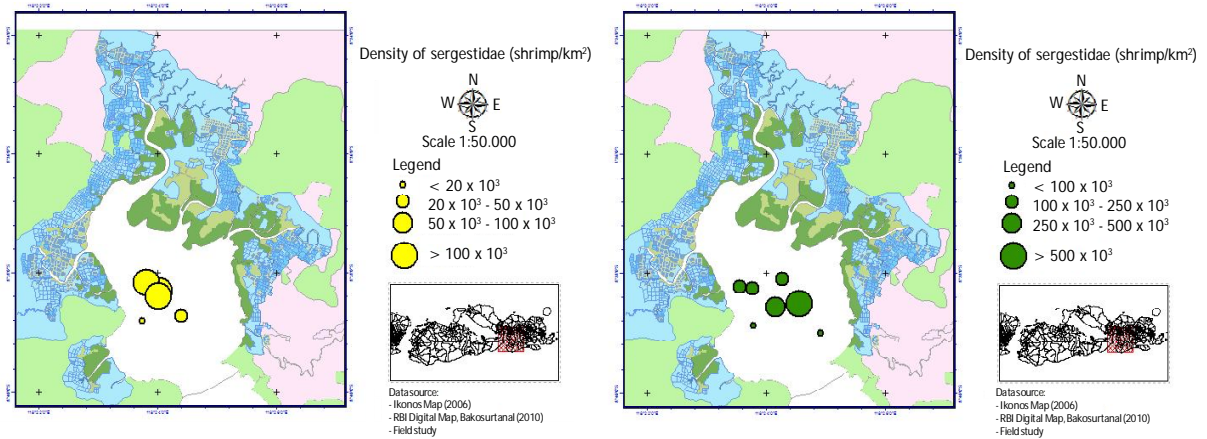 Density of sergestidae (shrimp/km²)
N
W E
S
Scale 1:50.000
Legend
< 20 x 10³
20 x 10³ - 50 x 10³
50 x 10³ - 100 x 10³
> 100 x 10³
Datasource:
- Ikonos Map (2006)
- RBI Digital Map, Bakosurtanal (2010)
- Field study
Density of sergestidae (shrimp/km²)
N
W E
S
Scale 1:50.000
Legend
< 100 x 10³
100 x 10³ - 250 x 10³
250 x 10³ - 500 x 10³
> 500 x 10³
Datasource:
- Ikonos Map (2006)
- RBI Digital Map, Bakosurtanal (2010)
- Field study